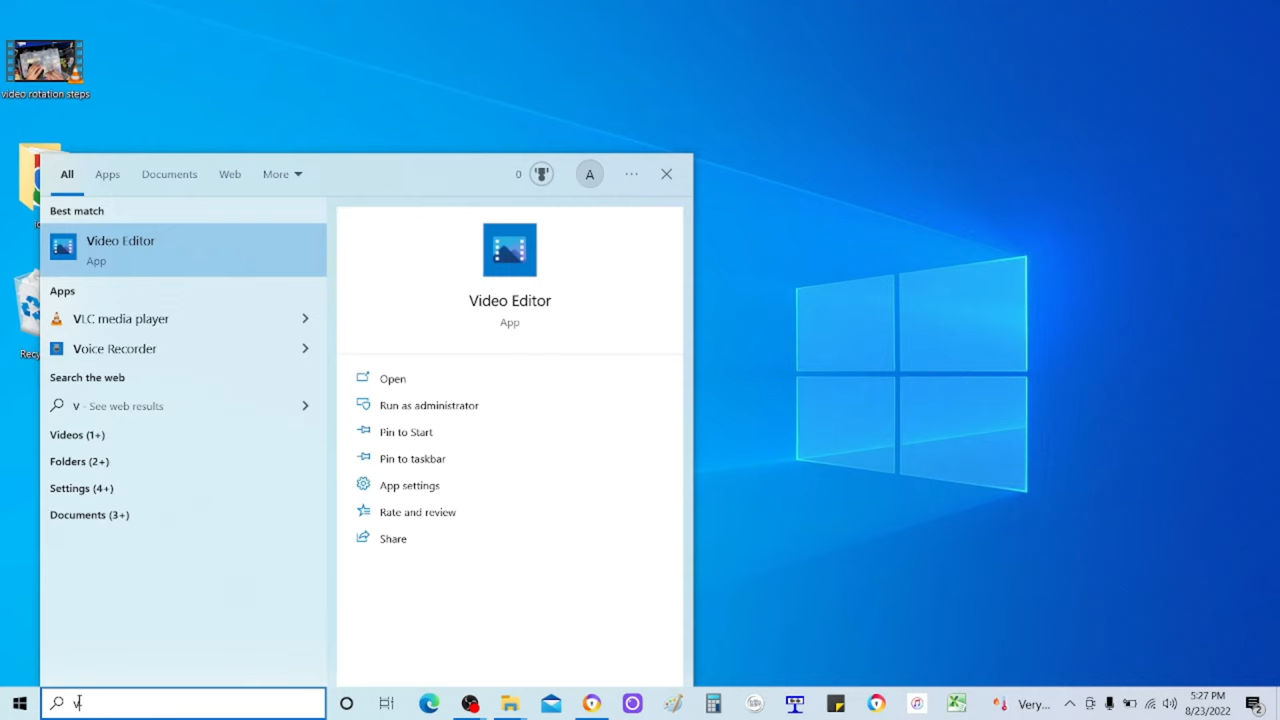 video rotation steps
All
Apps
Documents
Web
More
0
A
Best match
Video Editor
App
Apps
VLC media player
Voice Recorder
Search the web
v - See web results
Videos (1+)
Folders (2+)
Settings (4+)
Documents (3+)
Video Editor
App
Open
Run as administrator
Pin to Start
Pin to taskbar
App settings
Rate and review
Share
Recy
v
Very...
5:27 PM
8/23/2022
2